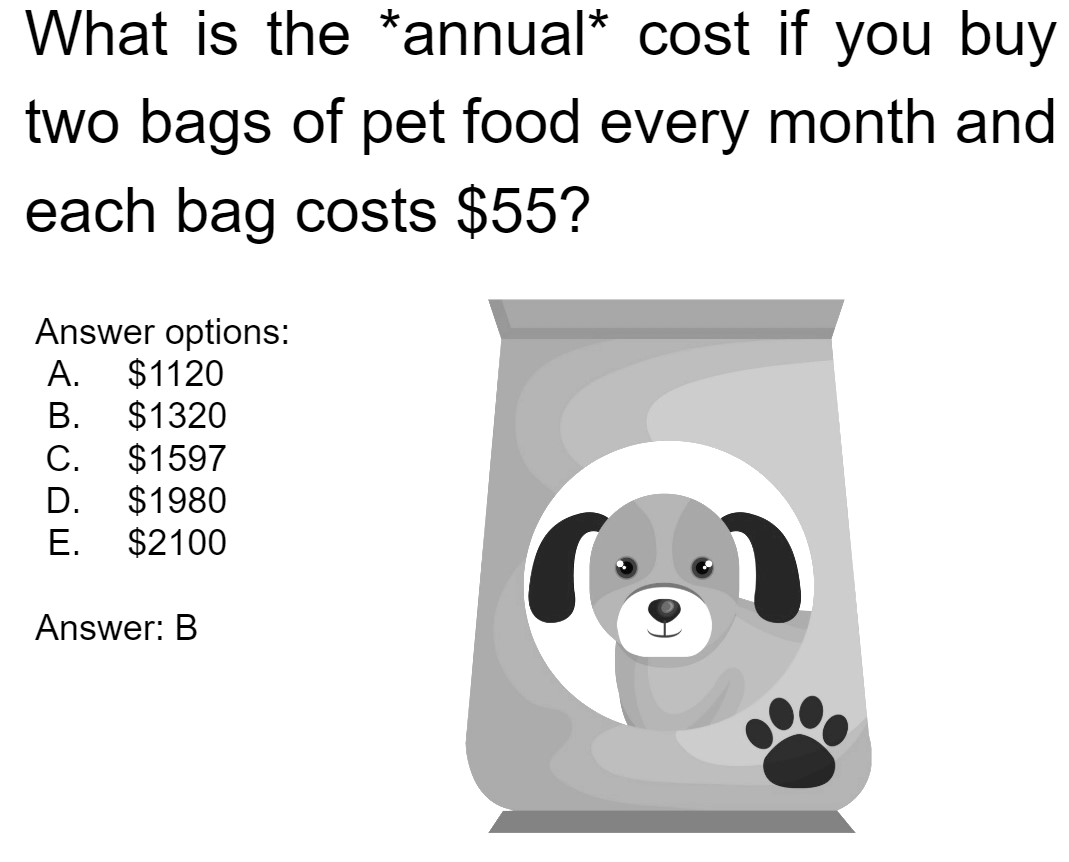 What is the *annual* cost if you buy
two bags of pet food every month and
each bag costs $55?
Answer options:
A. $1120
B. $1320
C. $1597
D. $1980
E. $2100
Answer: B